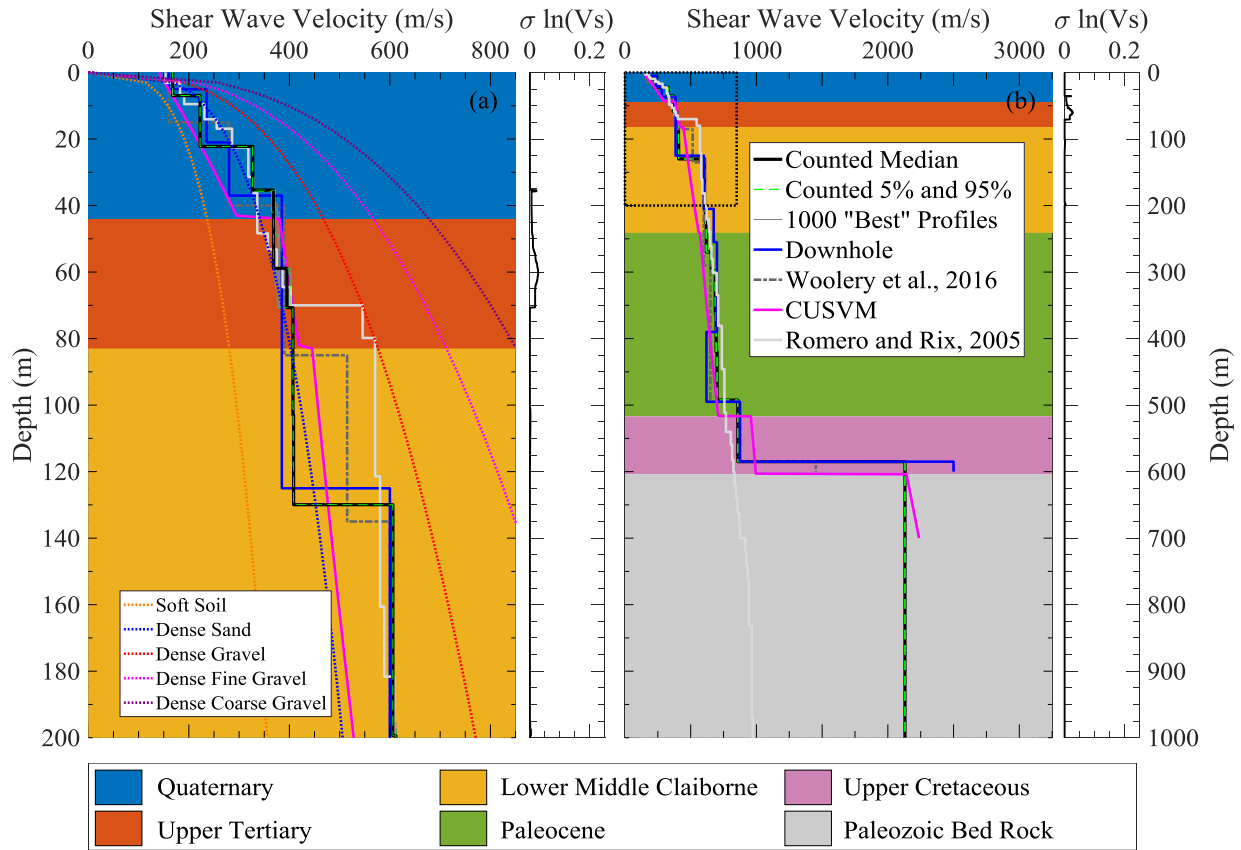 Shear Wave Velocity (m/s)
σ ln(Vs)
Shear Wave Velocity (m/s)
σ ln(Vs)
0 200 400 600 800
0 0.2
0 1000 2000 3000
0 0.2
0
20
40
60
80
100
120
140
160
180
200
Depth (m)
(a)
Soft Soil
Dense Sand
Dense Gravel
Dense Fine Gravel
Dense Coarse Gravel
(b)
Counted Median
Counted 5% and 95%
1000 "Best" Profiles
Downhole
Woolery et al., 2016
CUSVM
Romero and Rix, 2005
0
100
200
300
400
500
600
700
800
900
1000
Depth (m)
Quaternary
Lower Middle Claiborne
Upper Cretaceous
Upper Tertiary
Paleocene
Paleozoic Bed Rock